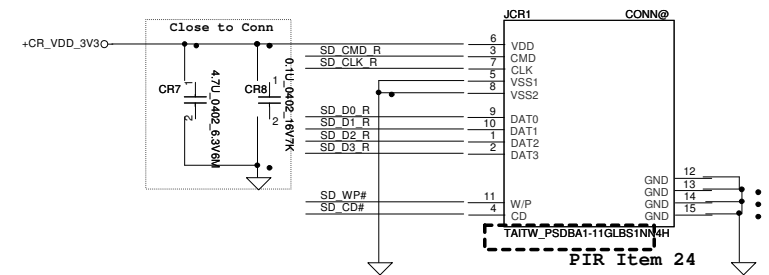 JCR1 CONN@
Close to Conn
+CR_VDD_3V3
6 VDD
SD_CMD_R 3 CMD
SD_CLK_R 7 CLK
5 VSS1
8 VSS2
CR7 1 2 4.7U_0402_6.3V6M
CR8 1 2 0.1U_0402_16V7K
SD_D0_R 9 DAT0
SD_D1_R 10 DAT1
SD_D2_R 1 DAT2
SD_D3_R 2 DAT3
GND 12
GND 13
GND 14
GND 15
SD_WP# 11 W/P
SD_CD# 4 CD
TAITW_PSDBA1-11GLBS1NN4H
PIR Item 24